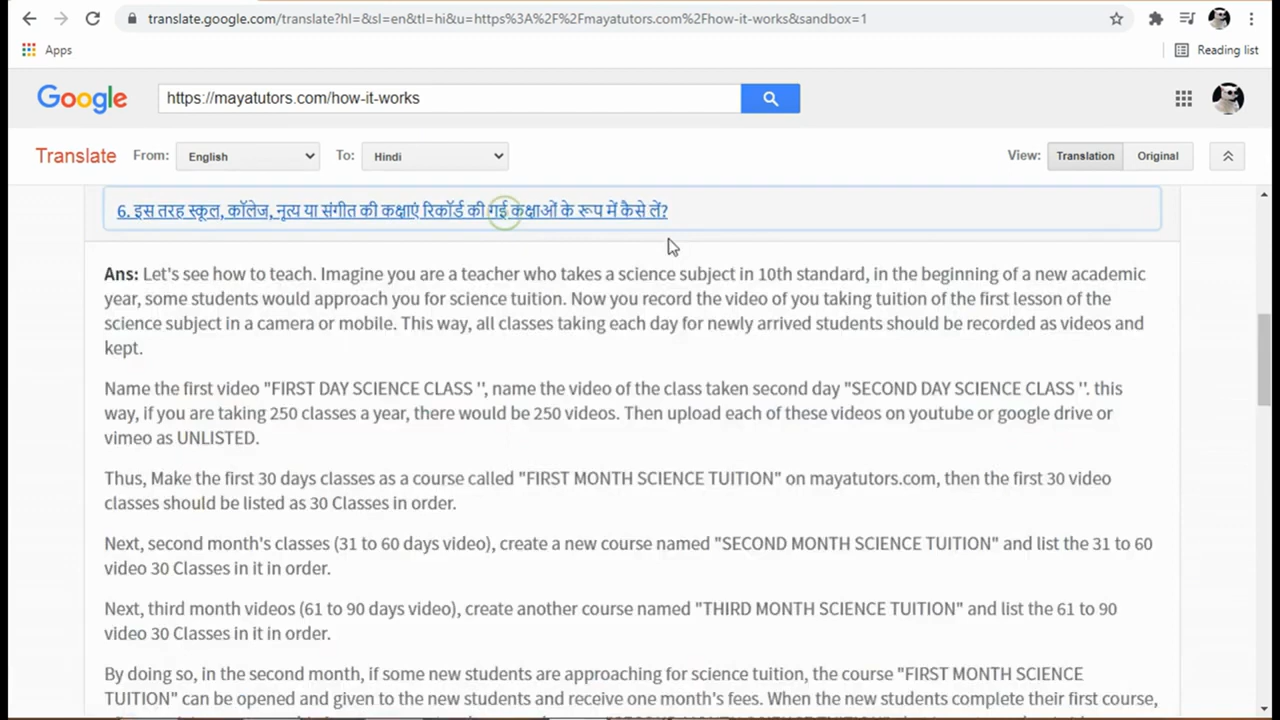 translate.google.com/translate?hl=&sl=en&tl=hi&u=https%3A%2F%2Fmayatutors.com%2Fhow-it-works&sandbox=1
Apps
Reading list
Google
https://mayatutors.com/how-it-works
Translate From: English To: Hindi View: Translation Original
6. इस तरह स्कूल, कॉलेज, नृत्य या संगीत की कक्षाएं रिकॉर्ड की गई कक्षाओं के रूप में कैसे लें?
Ans: Let's see how to teach. Imagine you are a teacher who takes a science subject in 10th standard, in the beginning of a new academic
year, some students would approach you for science tuition. Now you record the video of you taking tuition of the first lesson of the
science subject in a camera or mobile. This way, all classes taking each day for newly arrived students should be recorded as videos and
kept.
Name the first video "FIRST DAY SCIENCE CLASS '', name the video of the class taken second day "SECOND DAY SCIENCE CLASS ''. this
way, if you are taking 250 classes a year, there would be 250 videos. Then upload each of these videos on youtube or google drive or
vimeo as UNLISTED.
Thus, Make the first 30 days classes as a course called "FIRST MONTH SCIENCE TUITION" on mayatutors.com, then the first 30 video
classes should be listed as 30 Classes in order.
Next, second month's classes (31 to 60 days video), create a new course named "SECOND MONTH SCIENCE TUITION" and list the 31 to 60
video 30 Classes in it in order.
Next, third month videos (61 to 90 days video), create another course named "THIRD MONTH SCIENCE TUITION" and list the 61 to 90
video 30 Classes in it in order.
By doing so, in the second month, if some new students are approaching for science tuition, the course "FIRST MONTH SCIENCE
TUITION" can be opened and given to the new students and receive one month's fees. When the new students complete their first course,